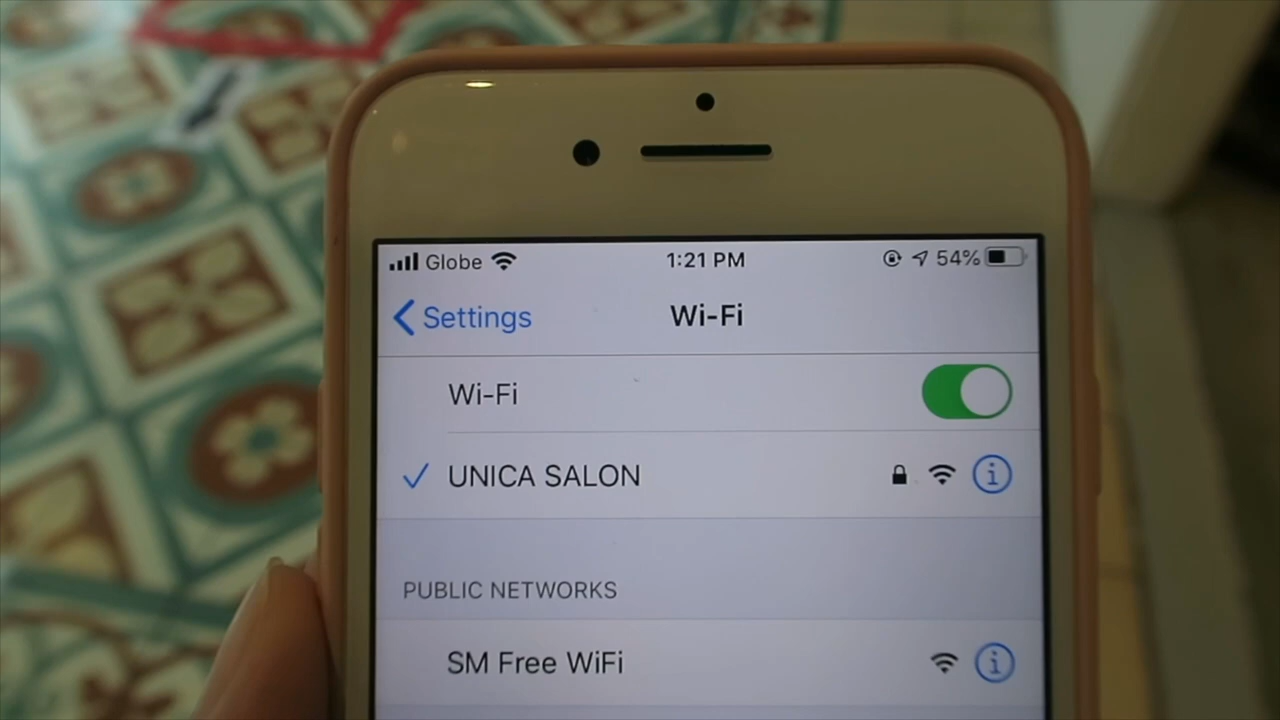 Globe 1:21 PM 54%
Settings Wi-Fi
Wi-Fi
UNICA SALON
PUBLIC NETWORKS
SM Free WiFi